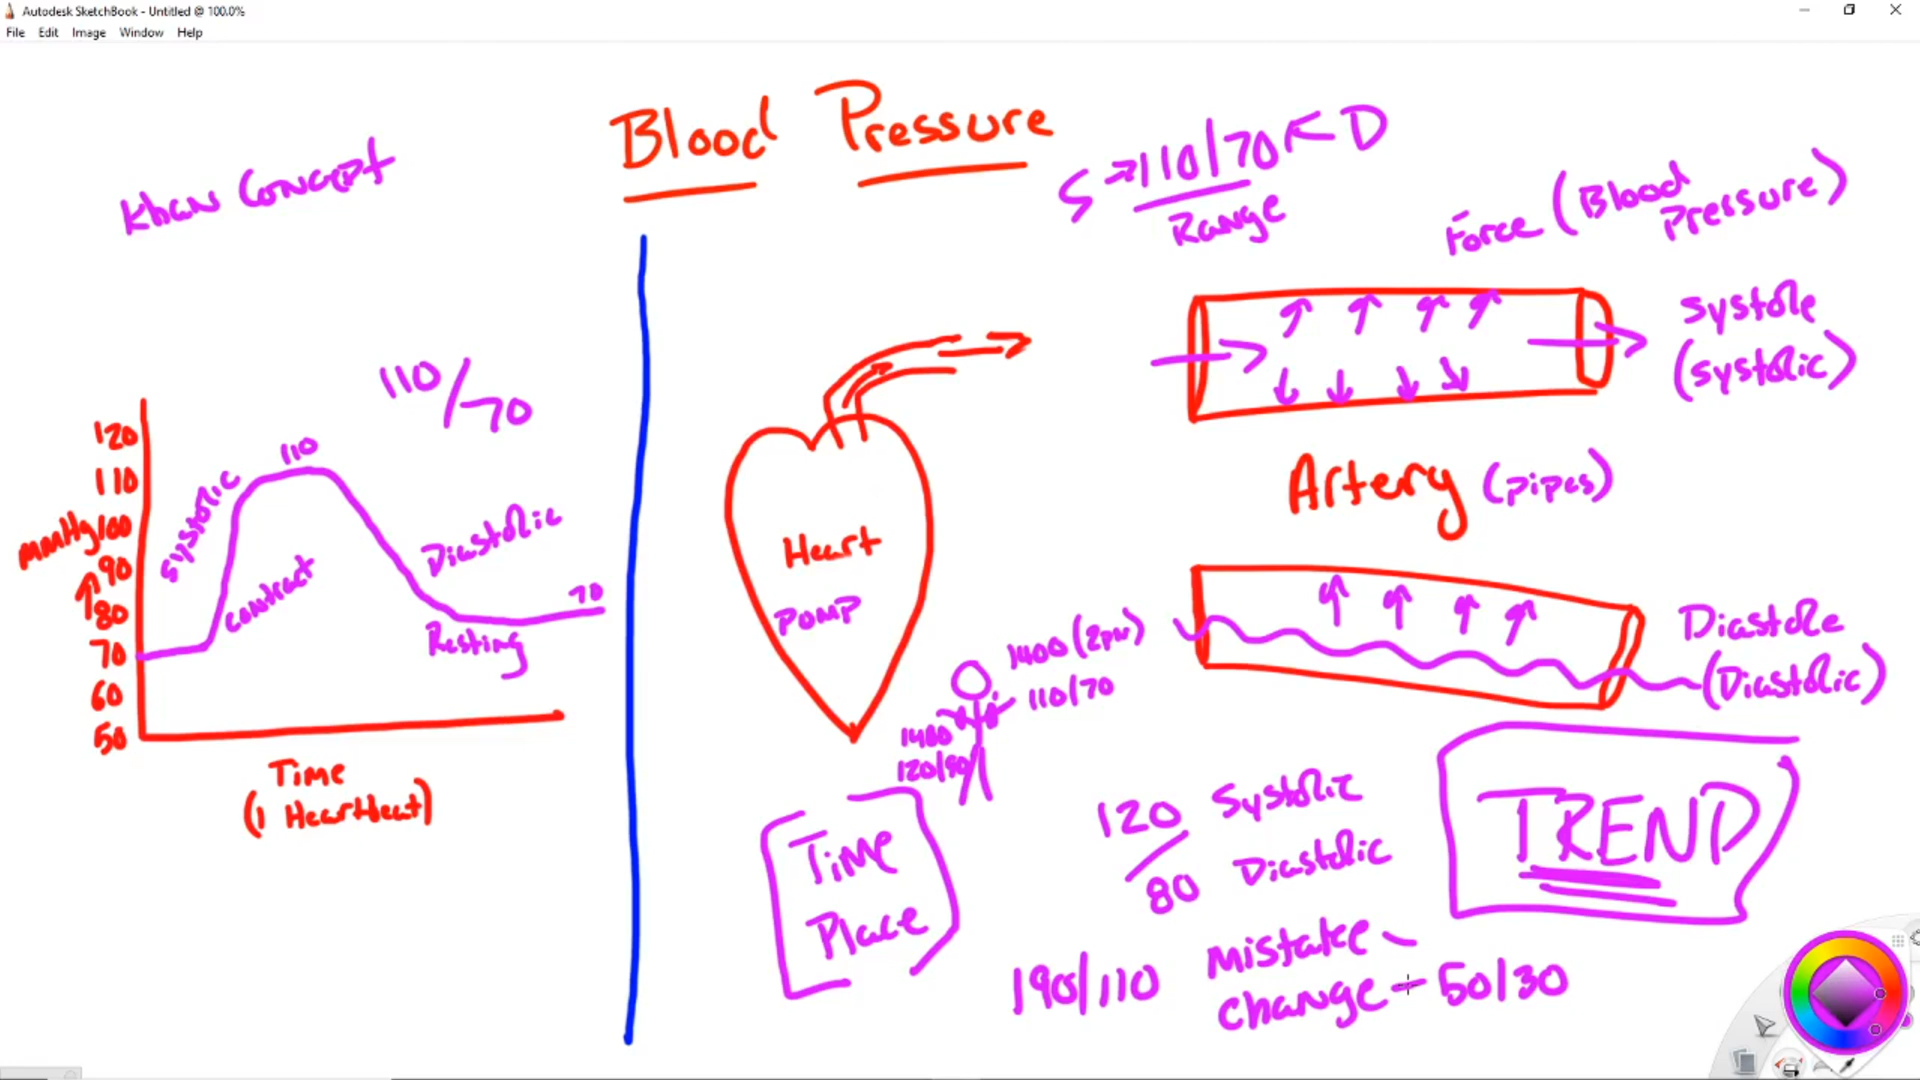 Autodesk SketchBook - Untitled @ 100.0%
File Edit Image Window Help
Blood Pressure
Khan Concept
S → 110/70 ← D
Range
Force (Blood Pressure)
Systole
(Systolic)
110/70
120
110
100
90
80
70
60
50
mmHg
Systolic
110
contract
Diastolic
Resting
70
Time
(1 Heartbeat)
Heart
Pump
Artery (pipes)
Diastole
(Diastolic)
1400 (2pm)
110/70
1400
120/90
Time
Place
120 Systolic
80 Diastolic
TREND
190/110
Mistake -
change - 50/30